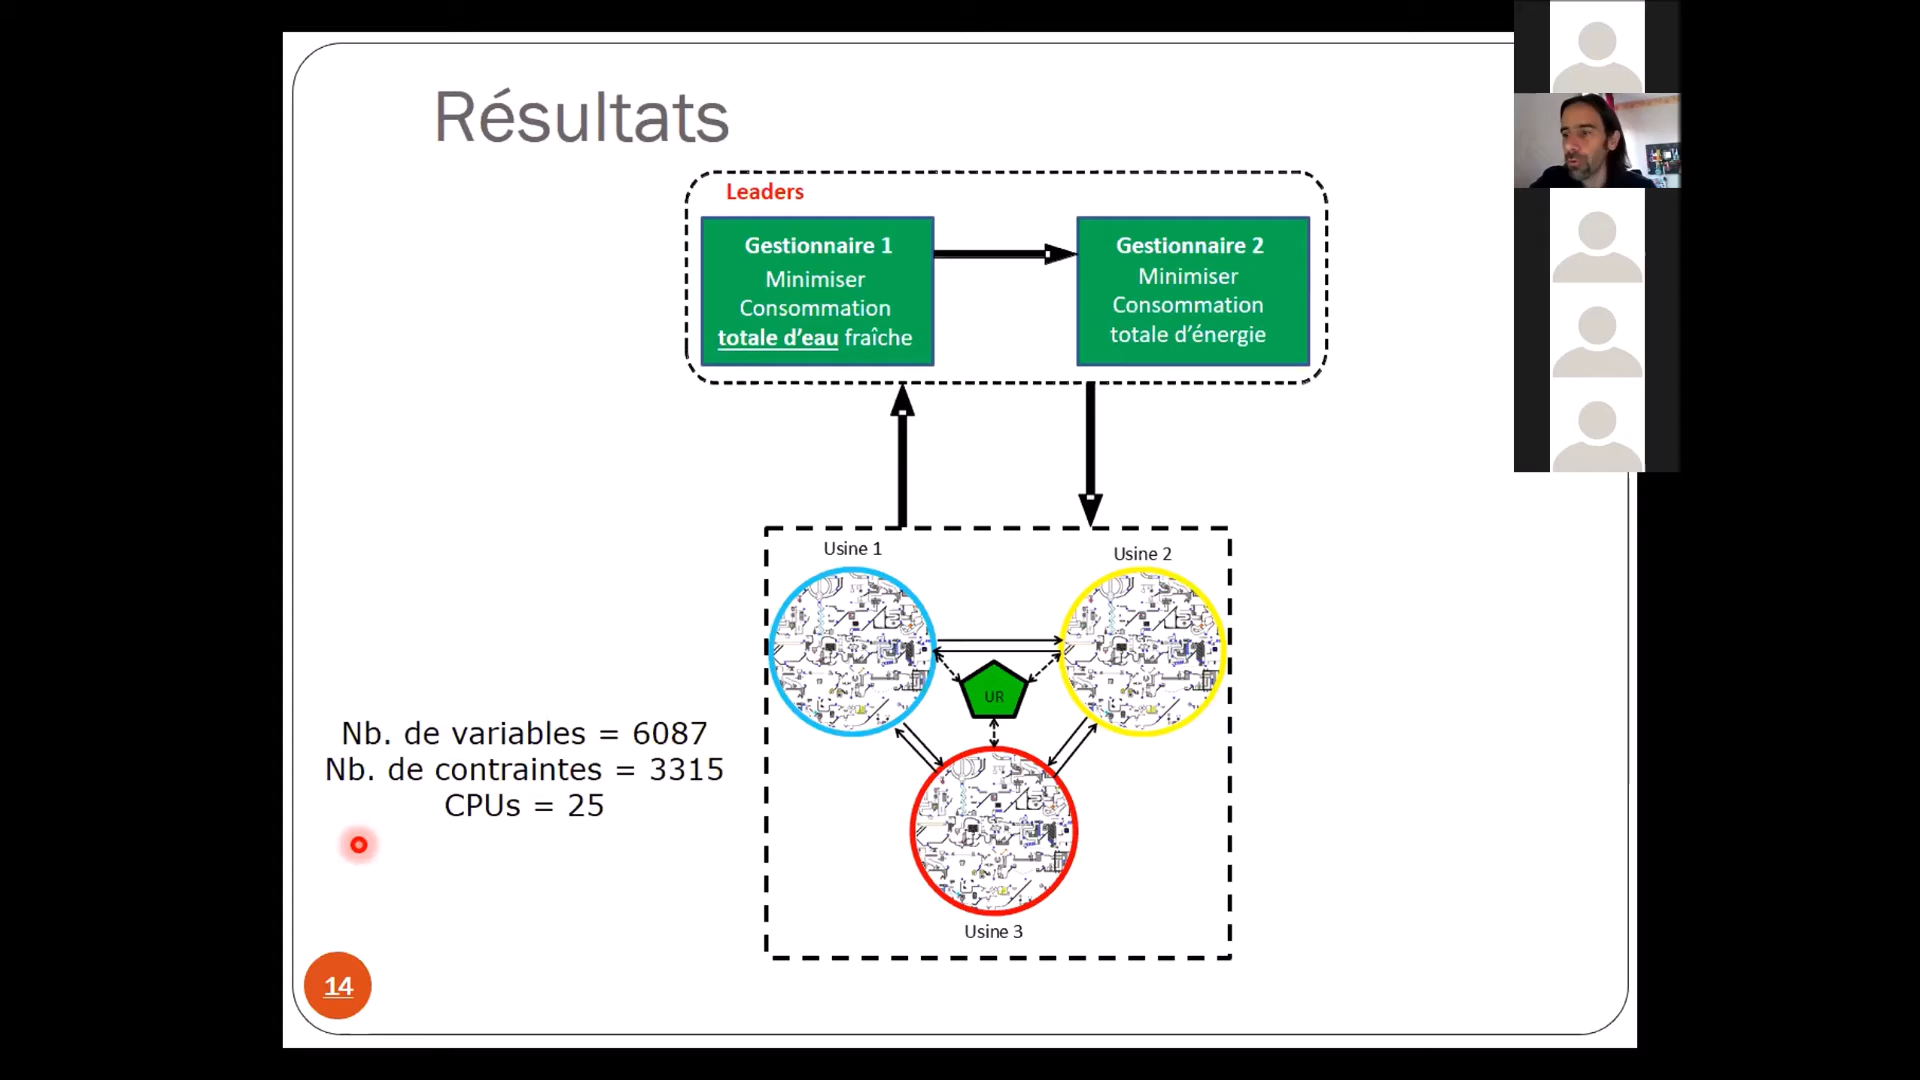 Résultats
Leaders
Gestionnaire 1
Minimiser
Consommation
totale d'eau fraîche
Gestionnaire 2
Minimiser
Consommation
totale d'énergie
Usine 1
Usine 2
UR
Usine 3
Nb. de variables = 6087
Nb. de contraintes = 3315
CPUs = 25
14